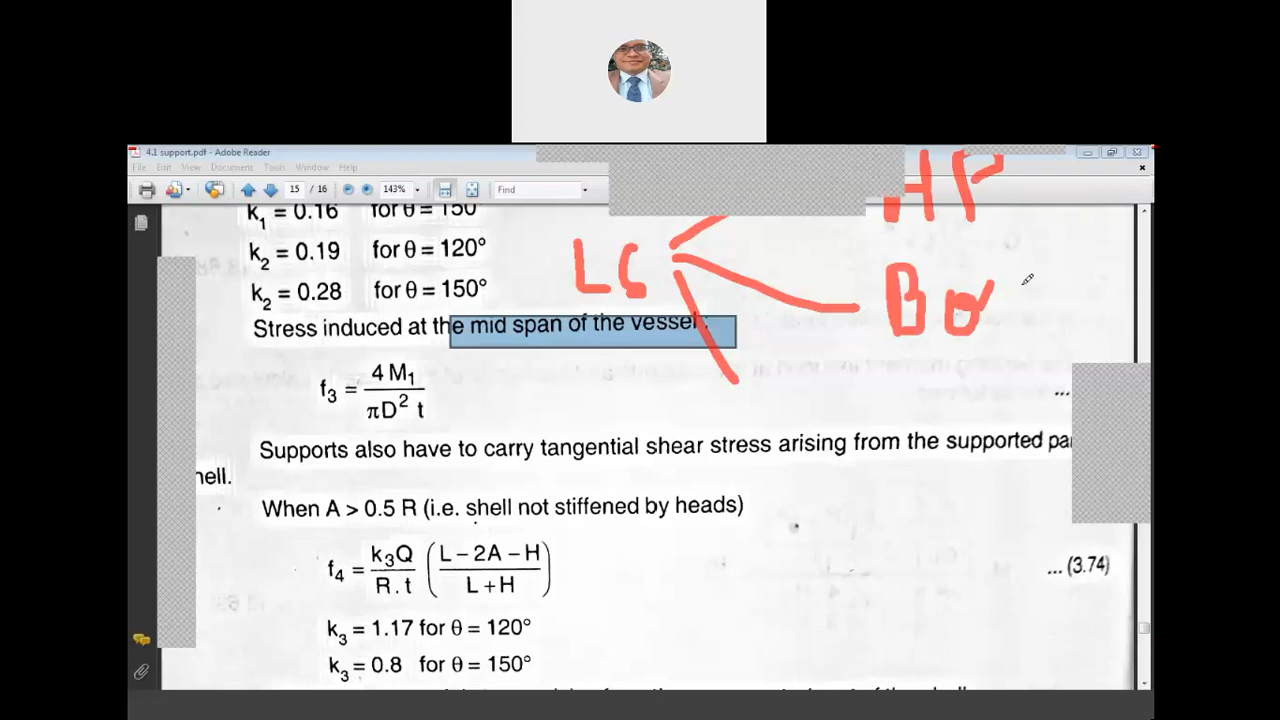 4.1 support.pdf - Adobe Reader
File Edit View Document Tools Window Help
15 / 16 143% Find
HP
k₁ = 0.16 for θ = 150°
k₂ = 0.19 for θ = 120°
LS
k₂ = 0.28 for θ = 150°
Stress induced at the mid span of the vessel :
f₃ = 4 M₁ / πD² t
...
Supports also have to carry tangential shear stress arising from the supported
hell.
When A > 0.5 R (i.e. shell not stiffened by heads)
f₄ = k₃Q / R . t ( L – 2A – H / L + H ) ... (3.74)
k₃ = 1.17 for θ = 120°
k₃ = 0.8 for θ = 150°